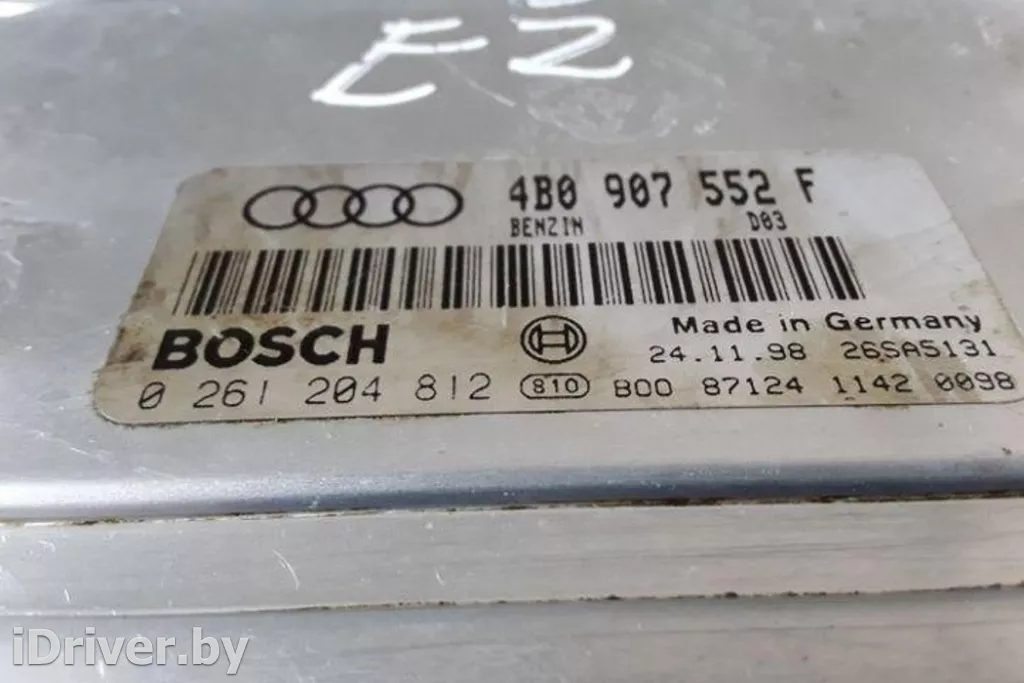 E2
4B0 907 552 F
BENZIN D03
BOSCH
Made in Germany
24.11.98 26SA5131
0 261 204 812 810 B00 87124 1142 0098
iDriver.by